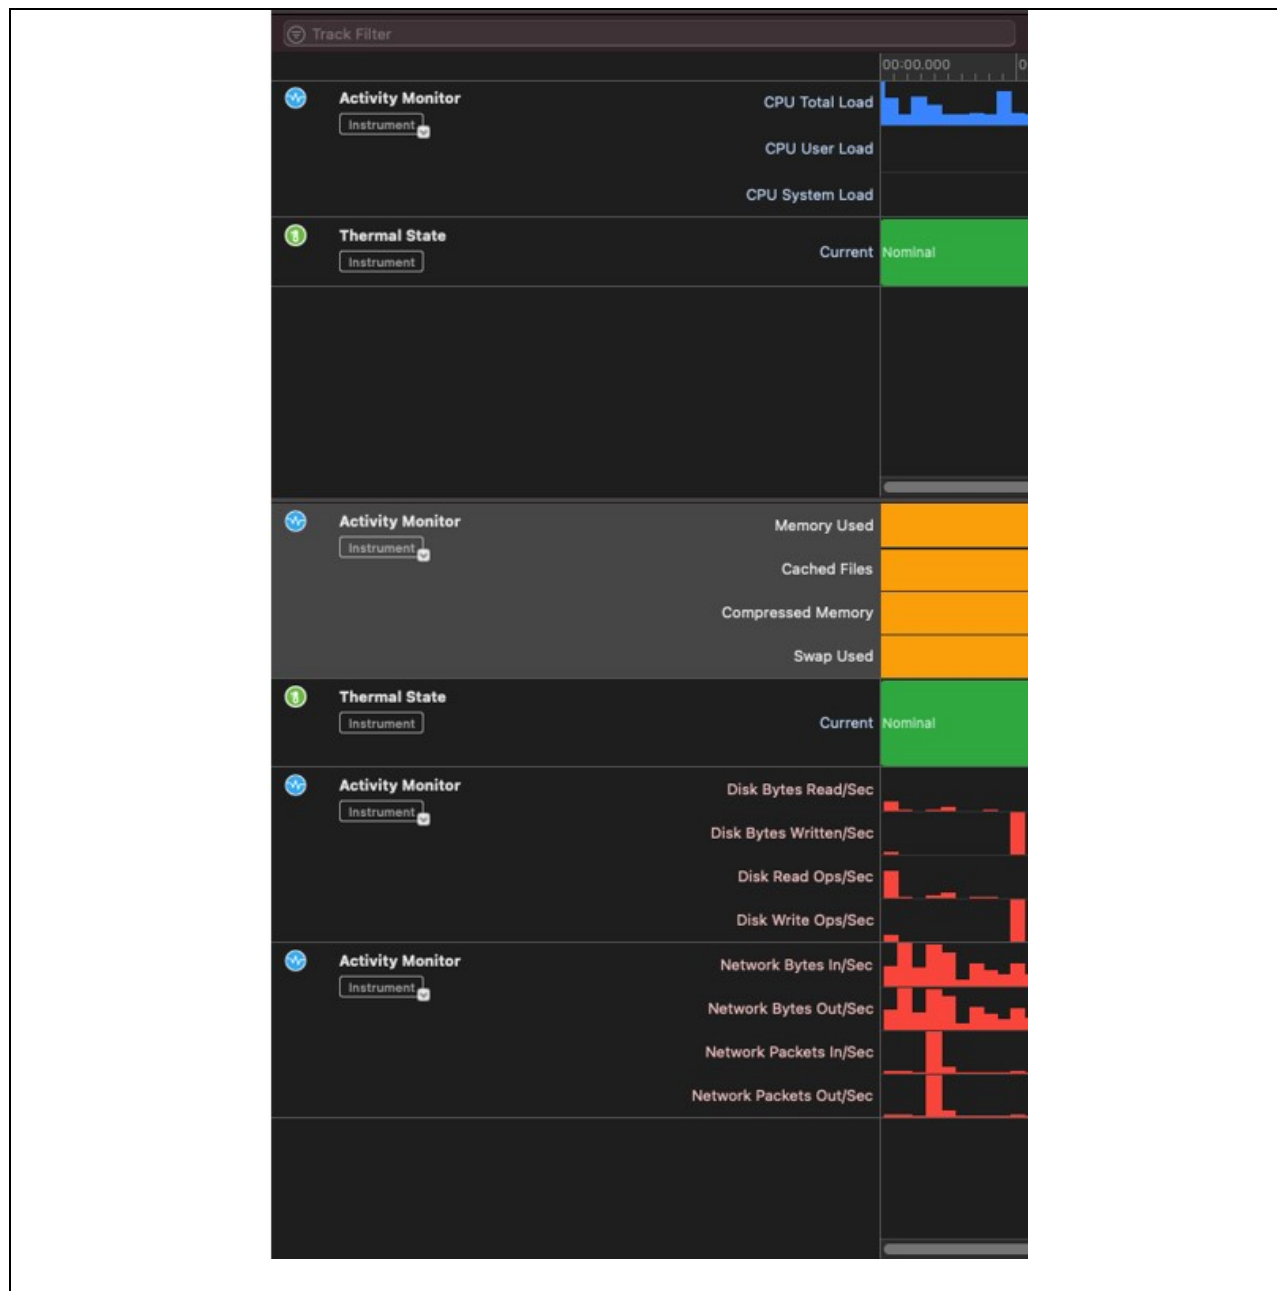 Track Filter
00:00.000
Activity Monitor
Instrument
CPU Total Load
CPU User Load
CPU System Load
Thermal State
Instrument
Current
Nominal
Activity Monitor
Instrument
Memory Used
Cached Files
Compressed Memory
Swap Used
Thermal State
Instrument
Current
Nominal
Activity Monitor
Instrument
Disk Bytes Read/Sec
Disk Bytes Written/Sec
Disk Read Ops/Sec
Disk Write Ops/Sec
Activity Monitor
Instrument
Network Bytes In/Sec
Network Bytes Out/Sec
Network Packets In/Sec
Network Packets Out/Sec